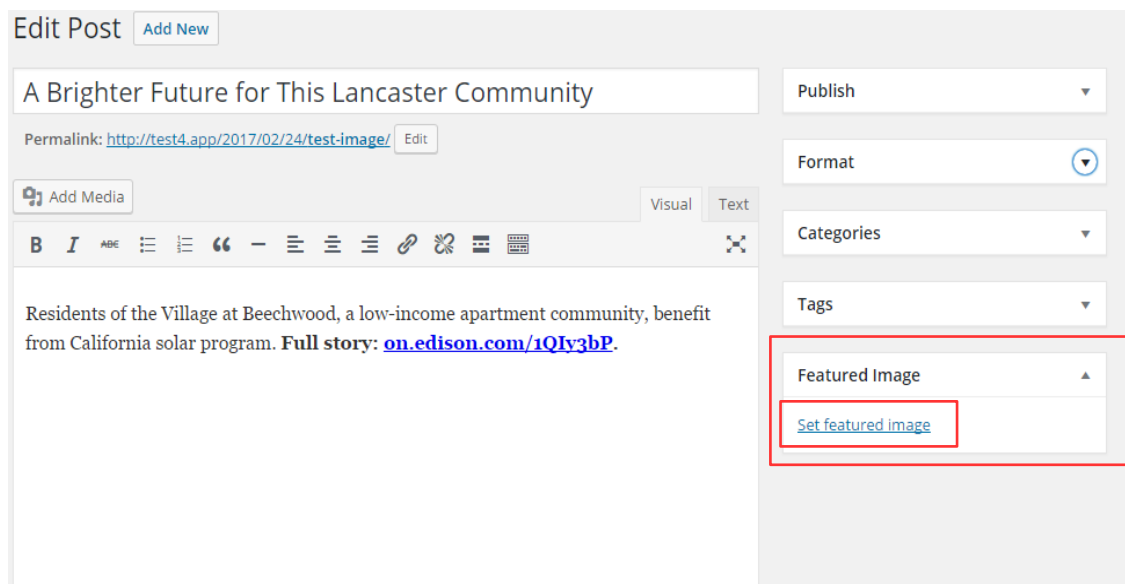 Edit Post Add New
A Brighter Future for This Lancaster Community
Permalink: http://test4.app/2017/02/24/test-image/ Edit
Add Media
Visual Text
B I ABE
Residents of the Village at Beechwood, a low-income apartment community, benefit
from California solar program. Full story: on.edison.com/1QIy3bP.
Publish
Format
Categories
Tags
Featured Image
Set featured image